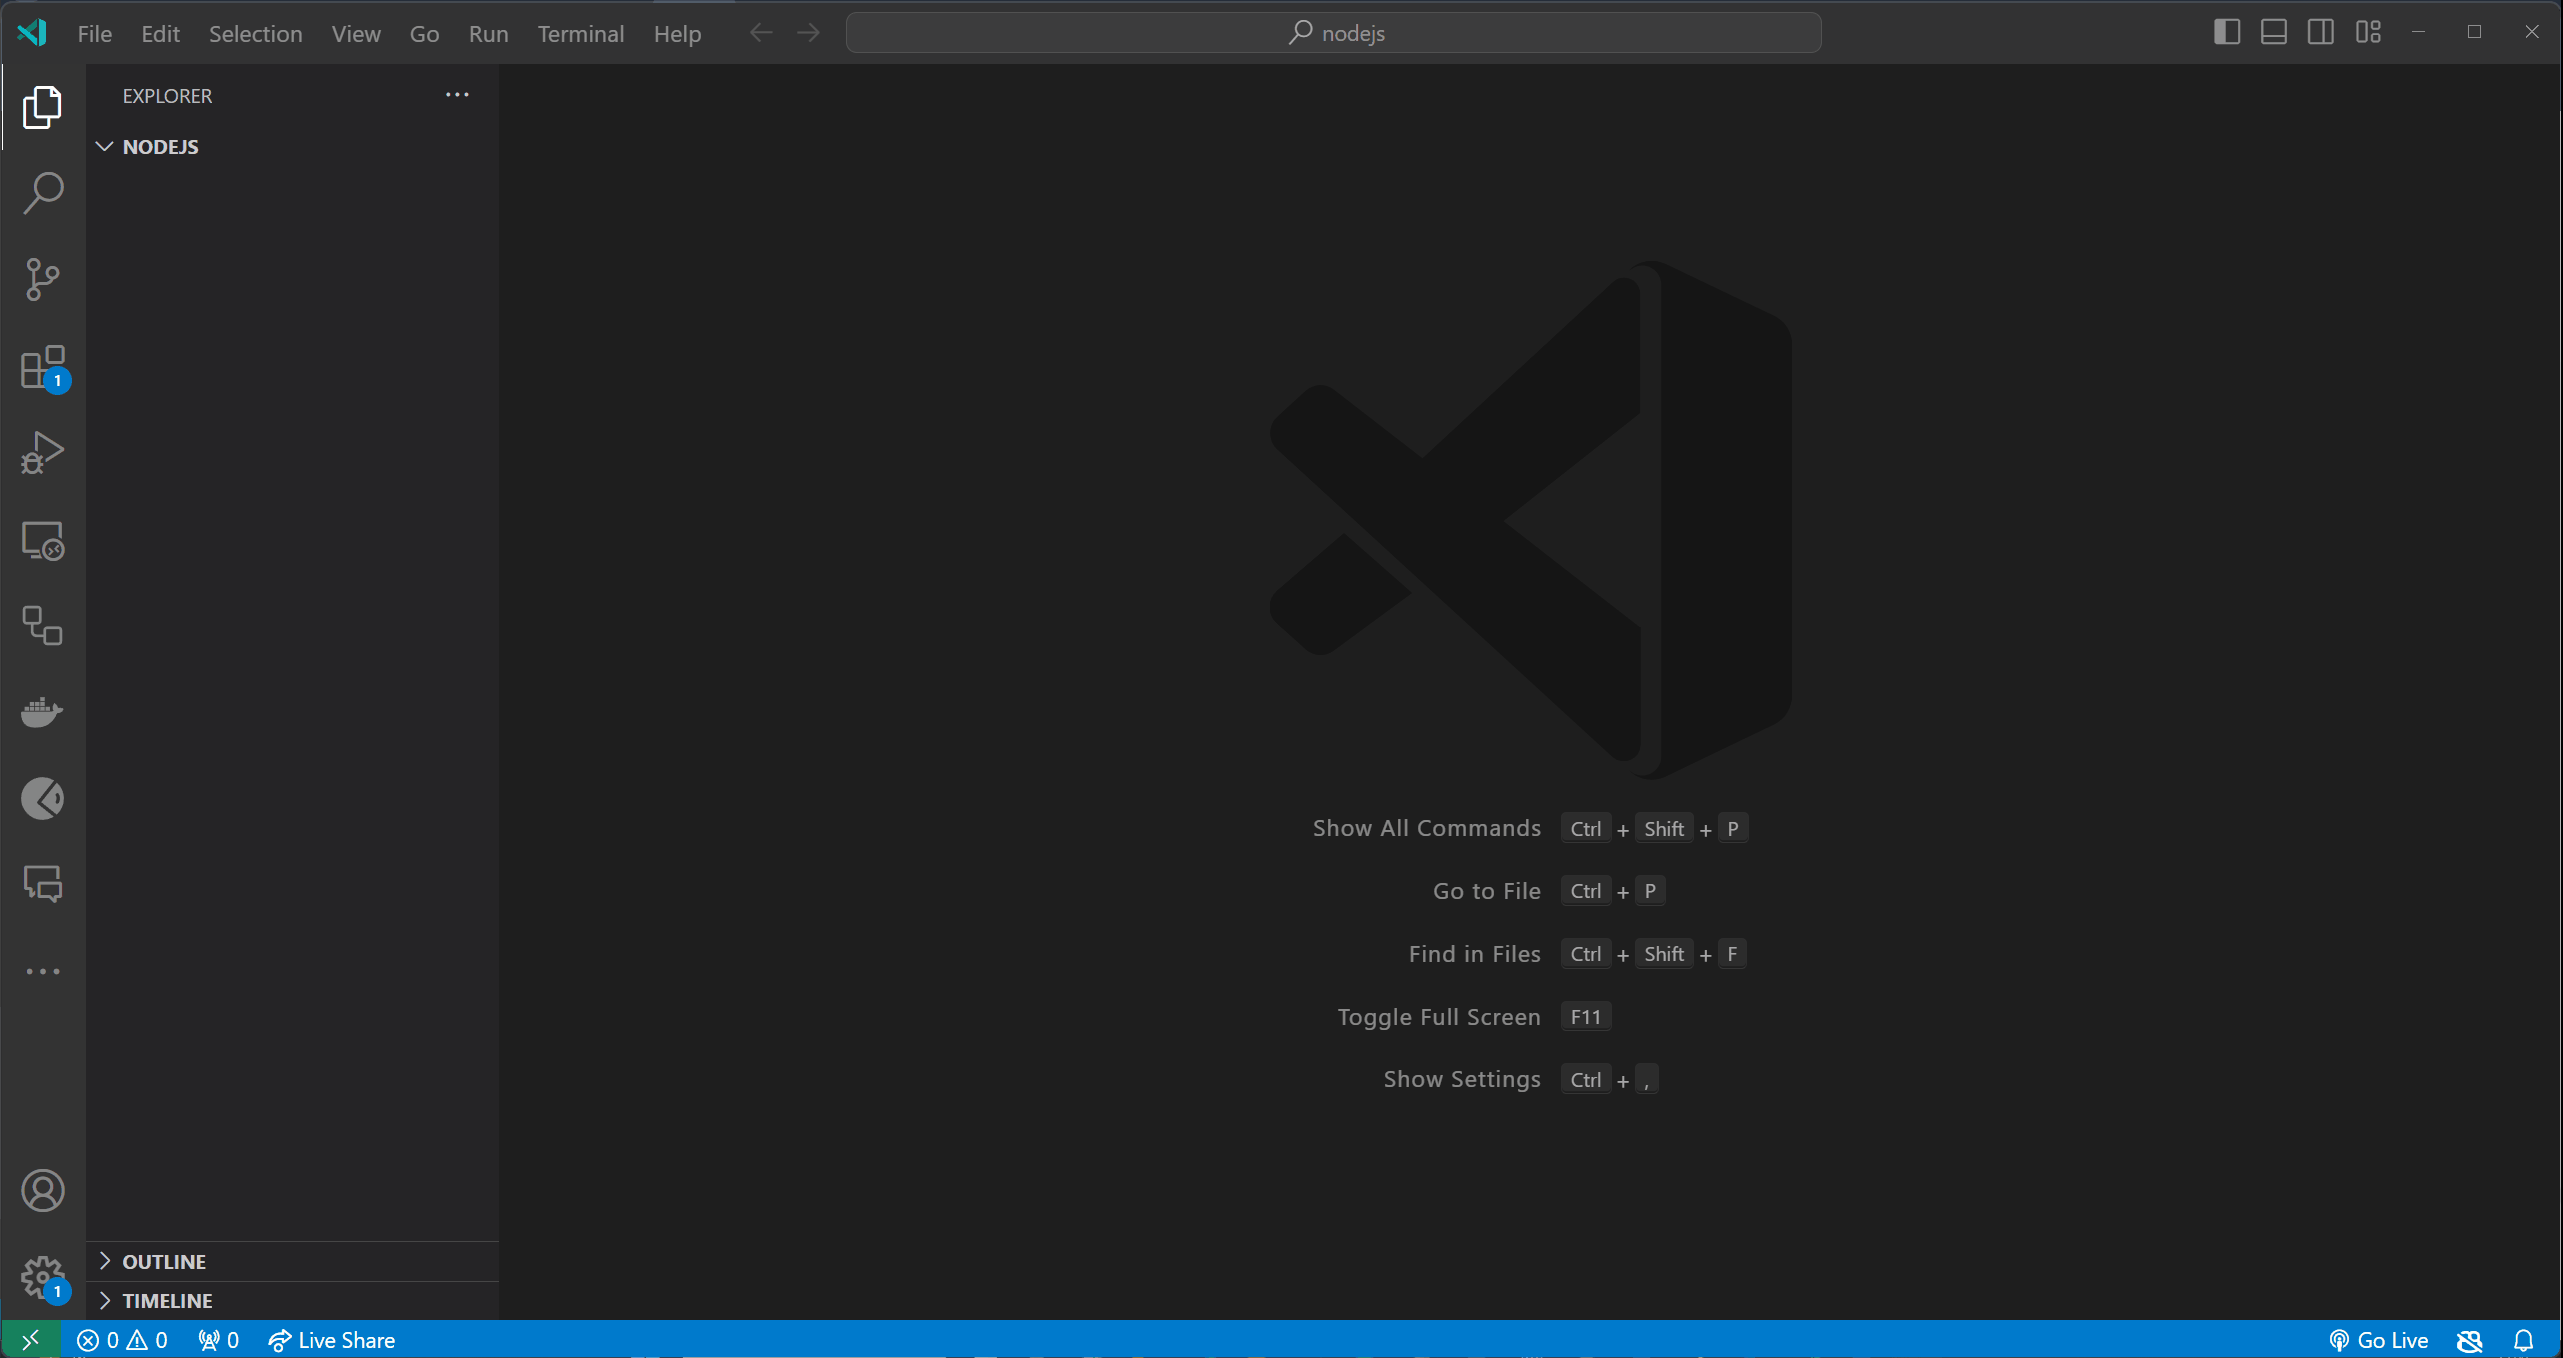 File Edit Selection View Go Run Terminal Help nodejs
EXPLORER
NODEJS
1
Show All Commands Ctrl + Shift + P
Go to File Ctrl + P
Find in Files Ctrl + Shift + F
Toggle Full Screen F11
Show Settings Ctrl + ,
OUTLINE
1
TIMELINE
0 0 0 Live Share Go Live